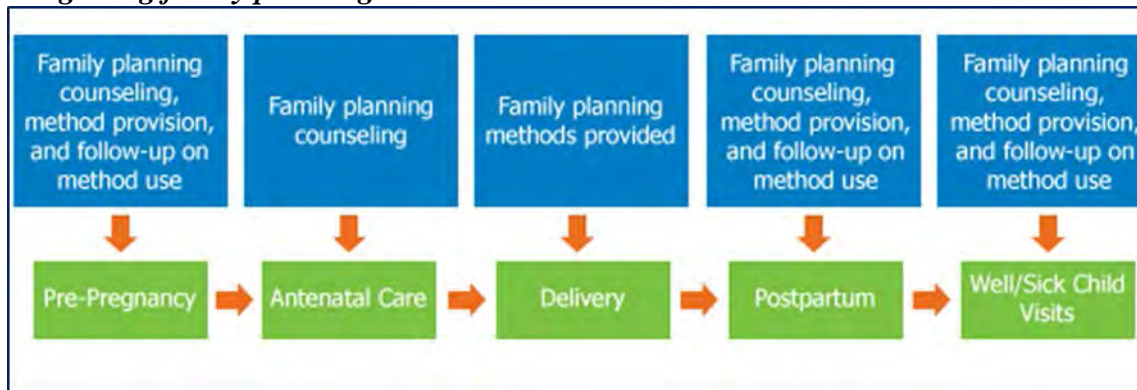 family planning
Family planning
counseling,
method provision,
and follow-up on
method use
Family planning
counseling
Family planning
methods provided
Family planning
counseling,
method provision,
and follow-up on
method use
Family planning
counseling,
method provision,
and follow-up on
method use
Pre-Pregnancy
Antenatal Care
Delivery
Postpartum
Well/Sick Child
Visits